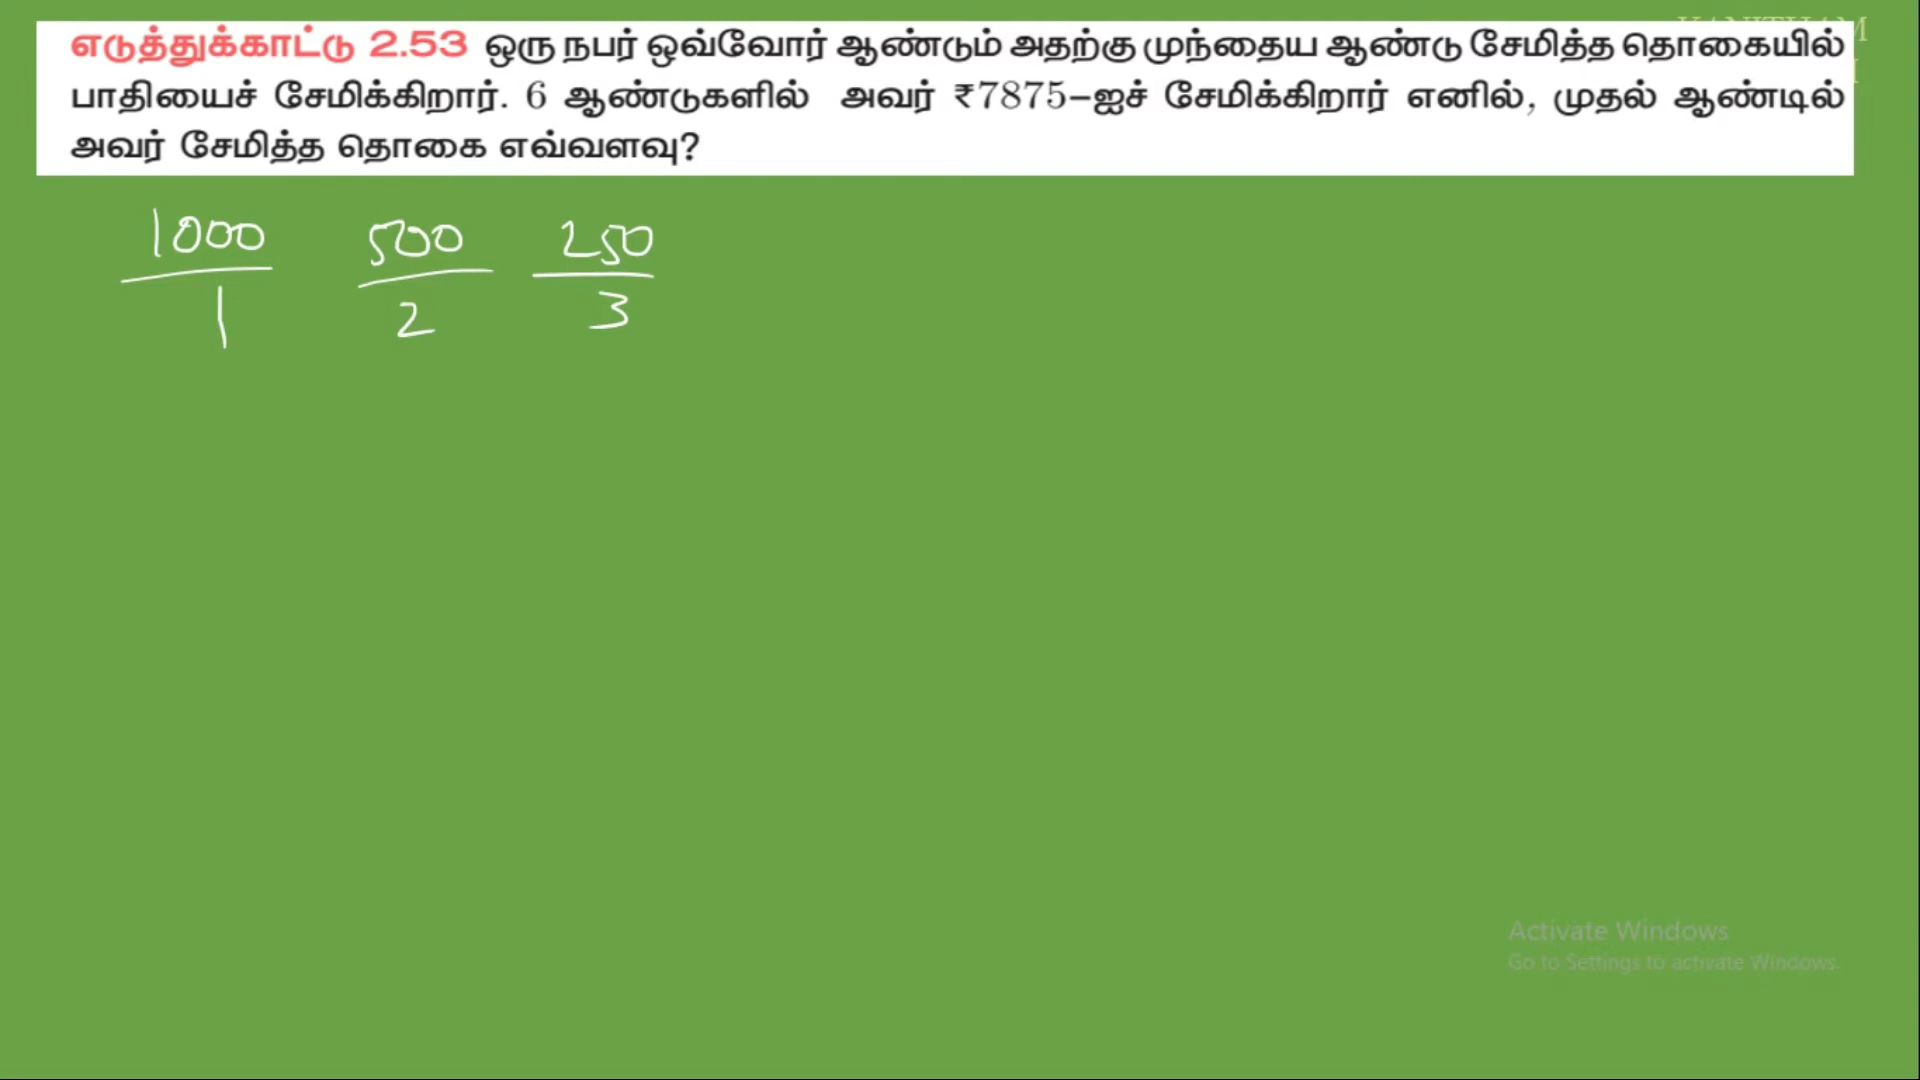 எடுத்துக்காட்டு 2.53 ஒரு நபர் ஒவ்வோர் ஆண்டும் அதற்கு முந்தைய ஆண்டு சேமித்த தொகையில்
பாதியைச் சேமிக்கிறார். 6 ஆண்டுகளில் அவர் ₹7875–ஐச் சேமிக்கிறார் எனில், முதல் ஆண்டில்
அவர் சேமித்த தொகை எவ்வளவு?
1000 500 250
1 2 3
Activate Windows
Go to Settings to activate Windows.